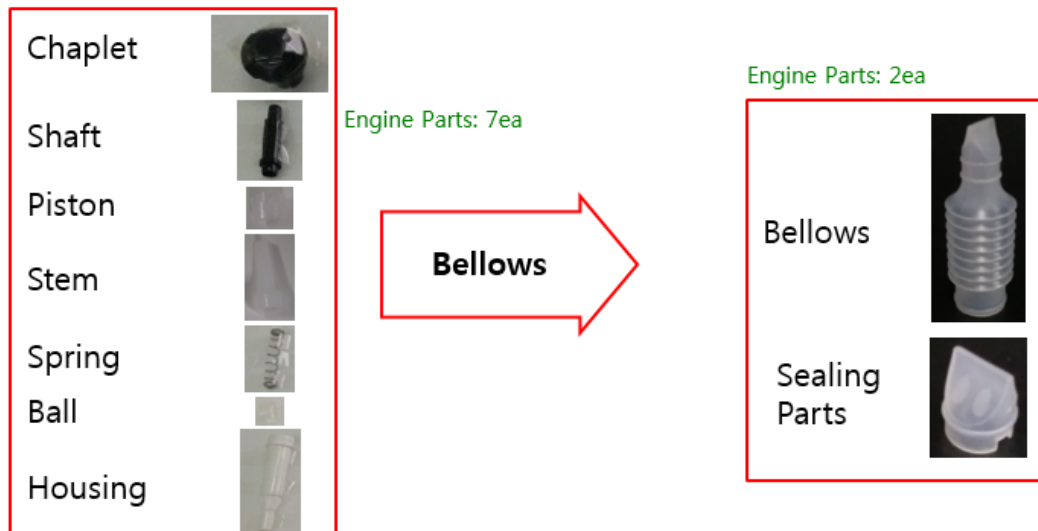 Chaplet
Shaft
Piston
Stem
Spring
Ball
Housing
Engine Parts: 7ea
Bellows
Engine Parts: 2ea
Bellows
Sealing
Parts